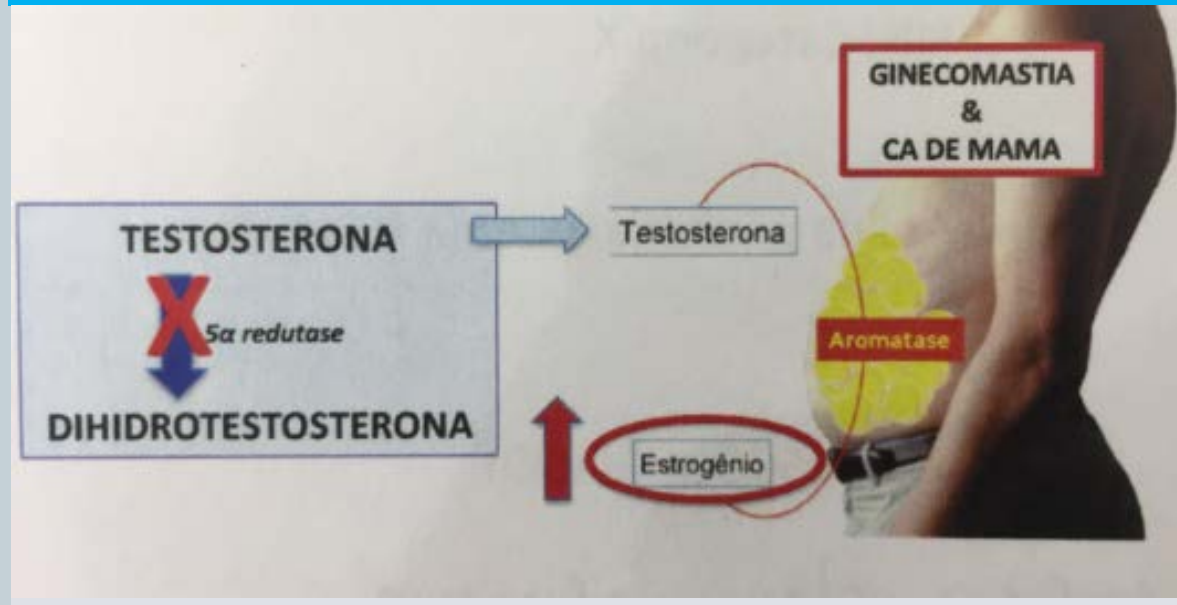 GINECOMASTIA
&
CA DE MAMA
TESTOSTERONA
5α redutase
DIHIDROTESTOSTERONA
Testosterona
Aromatase
Estrogênio